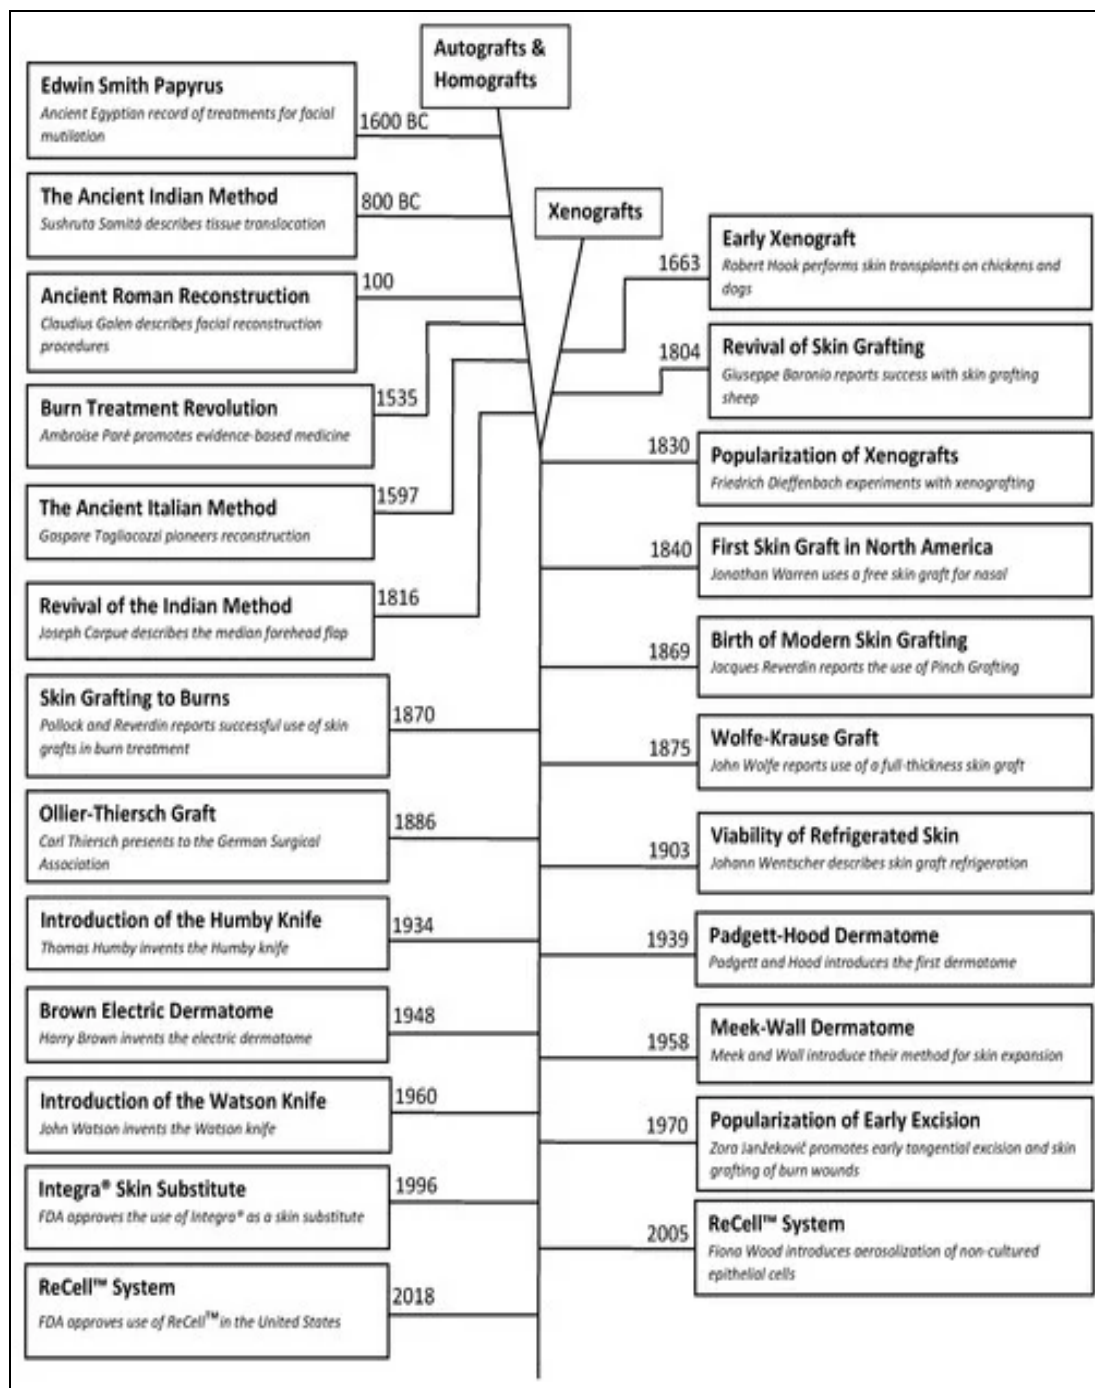 Autografts &
Homografts
Edwin Smith Papyrus
Ancient Egyptian record of treatments for facial
mutilation
1600 BC
The Ancient Indian Method
Sushruta Samitá describes tissue translocation
800 BC
Ancient Roman Reconstruction
Claudius Galen describes facial reconstruction
procedures
100
Burn Treatment Revolution
Ambroise Paré promotes evidence-based medicine
1535
The Ancient Italian Method
Gaspare Tagliacozzi pioneers reconstruction
1597
Revival of the Indian Method
Joseph Carpue describes the median forehead flap
1816
Skin Grafting to Burns
Pollock and Reverdin reports successful use of skin
grafts in burn treatment
1870
Ollier-Thiersch Graft
Carl Thiersch presents to the German Surgical
Association
1886
Introduction of the Humby Knife
Thomas Humby invents the Humby knife
1934
Brown Electric Dermatome
Harry Brown invents the electric dermatome
1948
Introduction of the Watson Knife
John Watson invents the Watson knife
1960
Integra® Skin Substitute
FDA approves the use of Integra® as a skin substitute
1996
ReCell™ System
FDA approves use of ReCell™ in the United States
2018
Xenografts
1663
Early Xenograft
Robert Hook performs skin transplants on chickens and
dogs
1804
Revival of Skin Grafting
Giuseppe Baronio reports success with skin grafting
sheep
1830
Popularization of Xenografts
Friedrich Dieffenbach experiments with xenografting
1840
First Skin Graft in North America
Jonathan Warren uses a free skin graft for nasal
1869
Birth of Modern Skin Grafting
Jacques Reverdin reports the use of Pinch Grafting
1875
Wolfe-Krause Graft
John Wolfe reports use of a full-thickness skin graft
1903
Viability of Refrigerated Skin
Johann Wentscher describes skin graft refrigeration
1939
Padgett-Hood Dermatome
Padgett and Hood introduces the first dermatome
1958
Meek-Wall Dermatome
Meek and Wall introduce their method for skin expansion
1970
Popularization of Early Excision
Zora Janžekovič promotes early tangential excision and skin
grafting of burn wounds
2005
ReCell™ System
Fiona Wood introduces aerosolization of non-cultured
epithelial cells